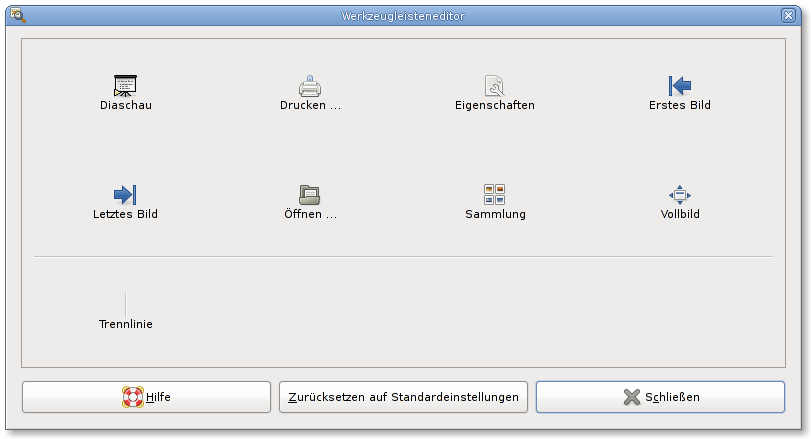 Werkzeugleisteneditor
Diaschau
Drucken ...
Eigenschaften
Erstes Bild
Letztes Bild
Öffnen ...
Sammlung
Vollbild
Trennlinie
Hilfe
Zurücksetzen auf Standardeinstellungen
Schließen